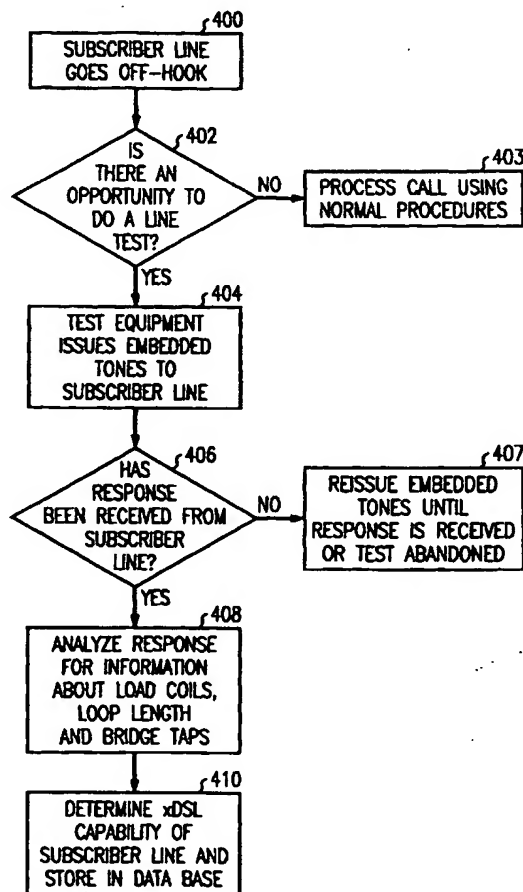 400
SUBSCRIBER LINE
GOES OFF-HOOK
402
IS
THERE AN
OPPORTUNITY TO
DO A LINE
TEST?
NO
403
PROCESS CALL USING
NORMAL PROCEDURES
YES
404
TEST EQUIPMENT
ISSUES EMBEDDED
TONES TO
SUBSCRIBER LINE
406
HAS
RESPONSE
BEEN RECEIVED FROM
SUBSCRIBER
LINE?
NO
407
REISSUE EMBEDDED
TONES UNTIL
RESPONSE IS RECEIVED
OR TEST ABANDONED
YES
408
ANALYZE RESPONSE
FOR INFORMATION
ABOUT LOAD COILS,
LOOP LENGTH
AND BRIDGE TAPS
410
DETERMINE xDSL
CAPABILITY OF
SUBSCRIBER LINE AND
STORE IN DATA BASE